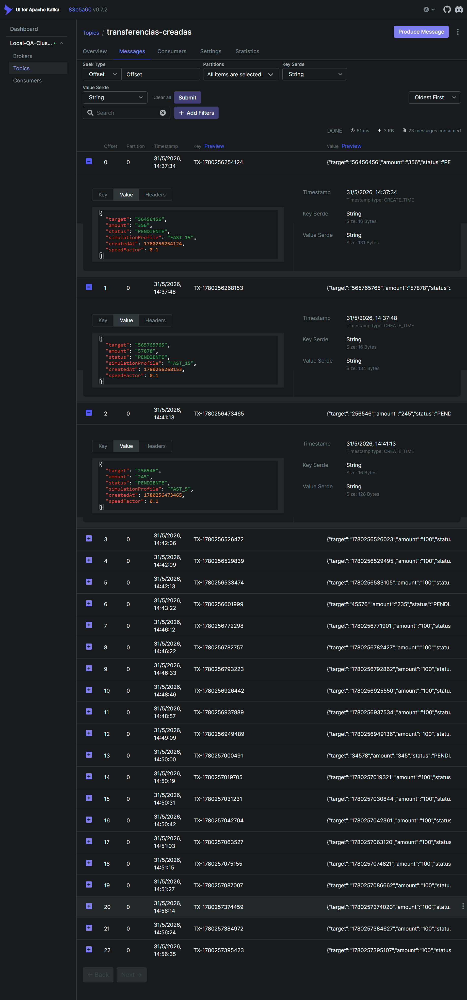 UI for Apache Kafka 83b5a60 v0.7.2 A
Dashboard
Local-QA-Clus...
Brokers
Topics
Consumers
Topics / transferencias-creadas
Produce Message
Overview Messages Consumers Settings Statistics
Seek Type Partitions Key Serde
Offset Offset All items are selected. String
Value Serde
String Clear all Submit Oldest First
Search + Add Filters
DONE 51 ms 3 KB 23 messages consumed
Offset Partition Timestamp Key Preview Value Preview
0 0 31/5/2026, 14:37:34 TX-1780256254124 {"target":"56456456","amount":"356","status":"PE
Key Value Headers
{
"target": "56456456",
"amount": "356",
"status": "PENDIENTE",
"simulationProfile": "FAST_15",
"createdAt": 1780256254124,
"speedFactor": 0.1
}
Timestamp 31/5/2026, 14:37:34
Timestamp type: CREATE_TIME
Key Serde String
Size: 16 Bytes
Value Serde String
Size: 131 Bytes
1 0 31/5/2026, 14:37:48 TX-1780256268153 {"target":"565765765","amount":"57878","status":.
Key Value Headers
{
"target": "565765765",
"amount": "57878",
"status": "PENDIENTE",
"simulationProfile": "FAST_15",
"createdAt": 1780256268153,
"speedFactor": 0.1
}
Timestamp 31/5/2026, 14:37:48
Timestamp type: CREATE_TIME
Key Serde String
Size: 16 Bytes
Value Serde String
Size: 134 Bytes
2 0 31/5/2026, 14:41:13 TX-1780256473465 {"target":"256546","amount":"245","status":"PEND
Key Value Headers
{
"target": "256546",
"amount": "245",
"status": "PENDIENTE",
"simulationProfile": "FAST_5",
"createdAt": 1780256473465,
"speedFactor": 0.1
}
Timestamp 31/5/2026, 14:41:13
Timestamp type: CREATE_TIME
Key Serde String
Size: 16 Bytes
Value Serde String
Size: 128 Bytes
3 0 31/5/2026, 14:42:06 TX-1780256526472 {"target":"1780256526023","amount":"100","statu.
4 0 31/5/2026, 14:42:09 TX-1780256529839 {"target":"1780256529495","amount":"100","statu.
5 0 31/5/2026, 14:42:13 TX-1780256533474 {"target":"1780256533105","amount":"100","statu.
6 0 31/5/2026, 14:43:22 TX-1780256601999 {"target":"45576","amount":"235","status":"PENDI.
7 0 31/5/2026, 14:46:12 TX-1780256772298 {"target":"1780256771901","amount":"100","status
8 0 31/5/2026, 14:46:22 TX-1780256782757 {"target":"1780256782427","amount":"100","statu.
9 0 31/5/2026, 14:46:33 TX-1780256793223 {"target":"1780256792862","amount":"100","statu.
10 0 31/5/2026, 14:48:46 TX-1780256926442 {"target":"1780256925550","amount":"100","statu.
11 0 31/5/2026, 14:48:57 TX-1780256937889 {"target":"1780256937534","amount":"100","statu.
12 0 31/5/2026, 14:49:09 TX-1780256949489 {"target":"1780256949136","amount":"100","statu.
13 0 31/5/2026, 14:50:00 TX-1780257000491 {"target":"34578","amount":"345","status":"PENDI.
14 0 31/5/2026, 14:50:19 TX-1780257019705 {"target":"1780257019321","amount":"100","status
15 0 31/5/2026, 14:50:31 TX-1780257031231 {"target":"1780257030844","amount":"100","statu.
16 0 31/5/2026, 14:50:42 TX-1780257042704 {"target":"1780257042361","amount":"100","status
17 0 31/5/2026, 14:51:03 TX-1780257063527 {"target":"1780257063120","amount":"100","status
18 0 31/5/2026, 14:51:15 TX-1780257075155 {"target":"1780257074821","amount":"100","status
19 0 31/5/2026, 14:51:27 TX-1780257087007 {"target":"1780257086662","amount":"100","statu.
20 0 31/5/2026, 14:56:14 TX-1780257374459 {"target":"1780257374020","amount":"100","statu.
21 0 31/5/2026, 14:56:24 TX-1780257384972 {"target":"1780257384627","amount":"100","statu.
22 0 31/5/2026, 14:56:35 TX-1780257395423 {"target":"1780257395107","amount":"100","status
← Back Next →